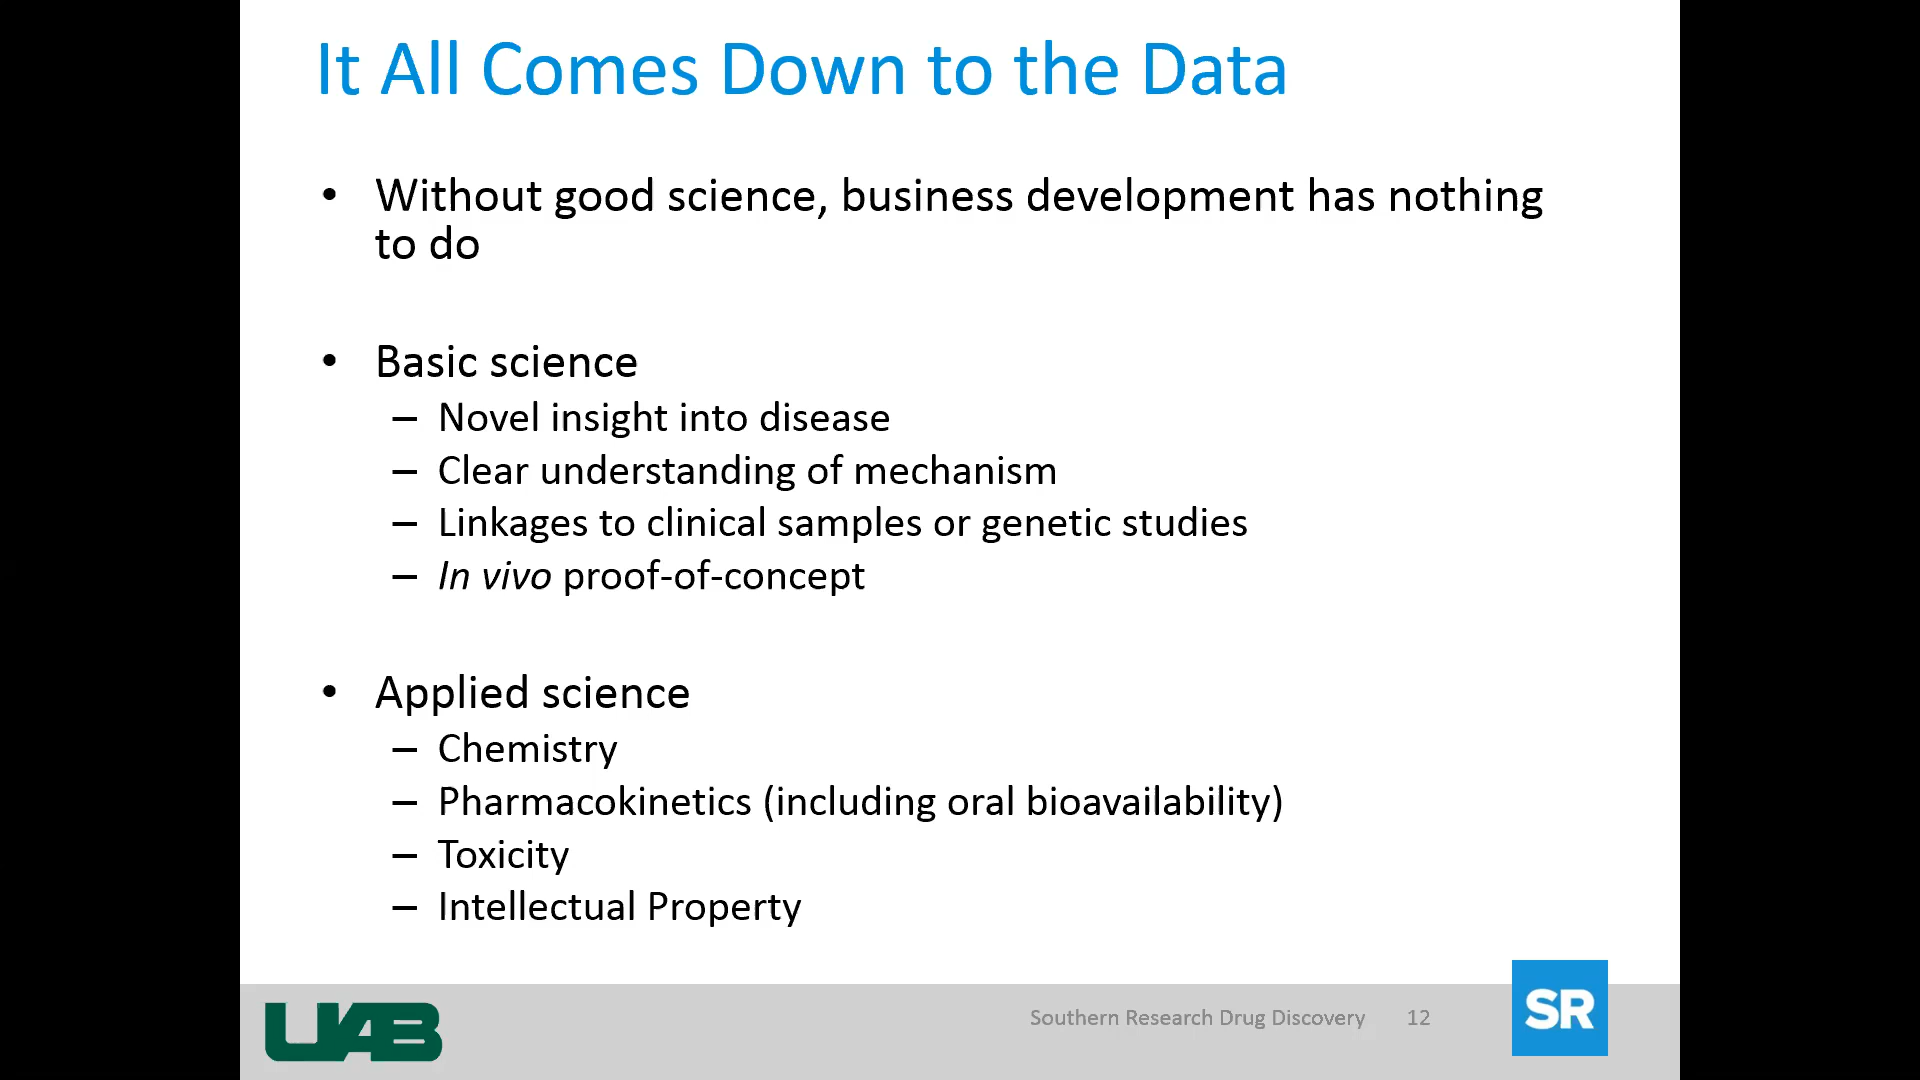 It All Comes Down to the Data
• Without good science, business development has nothing
to do
• Basic science
– Novel insight into disease
– Clear understanding of mechanism
– Linkages to clinical samples or genetic studies
– In vivo proof-of-concept
• Applied science
– Chemistry
– Pharmacokinetics (including oral bioavailability)
– Toxicity
– Intellectual Property
UAB
Southern Research Drug Discovery 12
SR